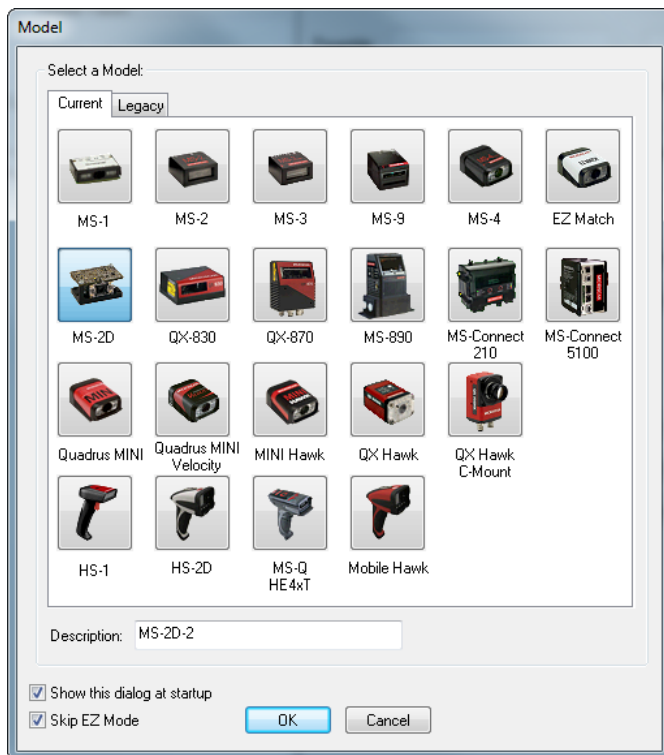 Model
Select a Model:
Current Legacy
MS-1 MS-2 MS-3 MS-9 MS-4 EZ Match
MS-2D QX-830 QX-870 MS-890 MS-Connect 210 MS-Connect 5100
Quadrus MINI Quadrus MINI Velocity MINI Hawk QX Hawk QX Hawk C-Mount
HS-1 HS-2D MS-Q HE4xT Mobile Hawk
Description: MS-2D-2
Show this dialog at startup
Skip EZ Mode OK Cancel